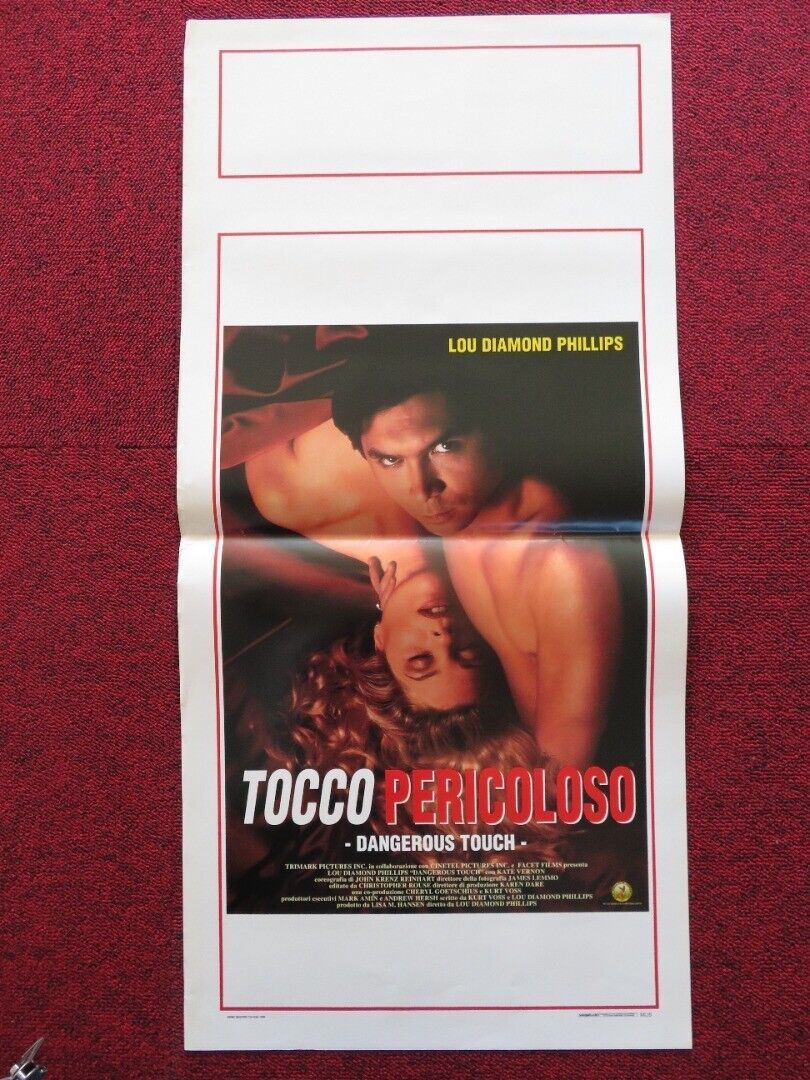 LOU DIAMOND PHILLIPS
TOCCO PERICOLOSO
- DANGEROUS TOUCH -
TRIMARK PICTURES INC. in collaborazione con CINETEL PICTURES INC. e FACET FILMS presenta
LOU DIAMOND PHILLIPS "DANGEROUS TOUCH" con KATE VERNON
coreografia di JOHN KRENZ REINHART direttore della fotografia JAMES LEMMO
editato da CHRISTOPHER ROUSE direttore di produzione KAREN DARE
una co-produzione CHERYL GOETSCHIUS e KURT VOSS
produttori esecutivi MARK AMIN e ANDREW HERSH scritto da KURT VOSS e LOU DIAMOND PHILLIPS
prodotto da LISA M. HANSEN diretto da LOU DIAMOND PHILLIPS